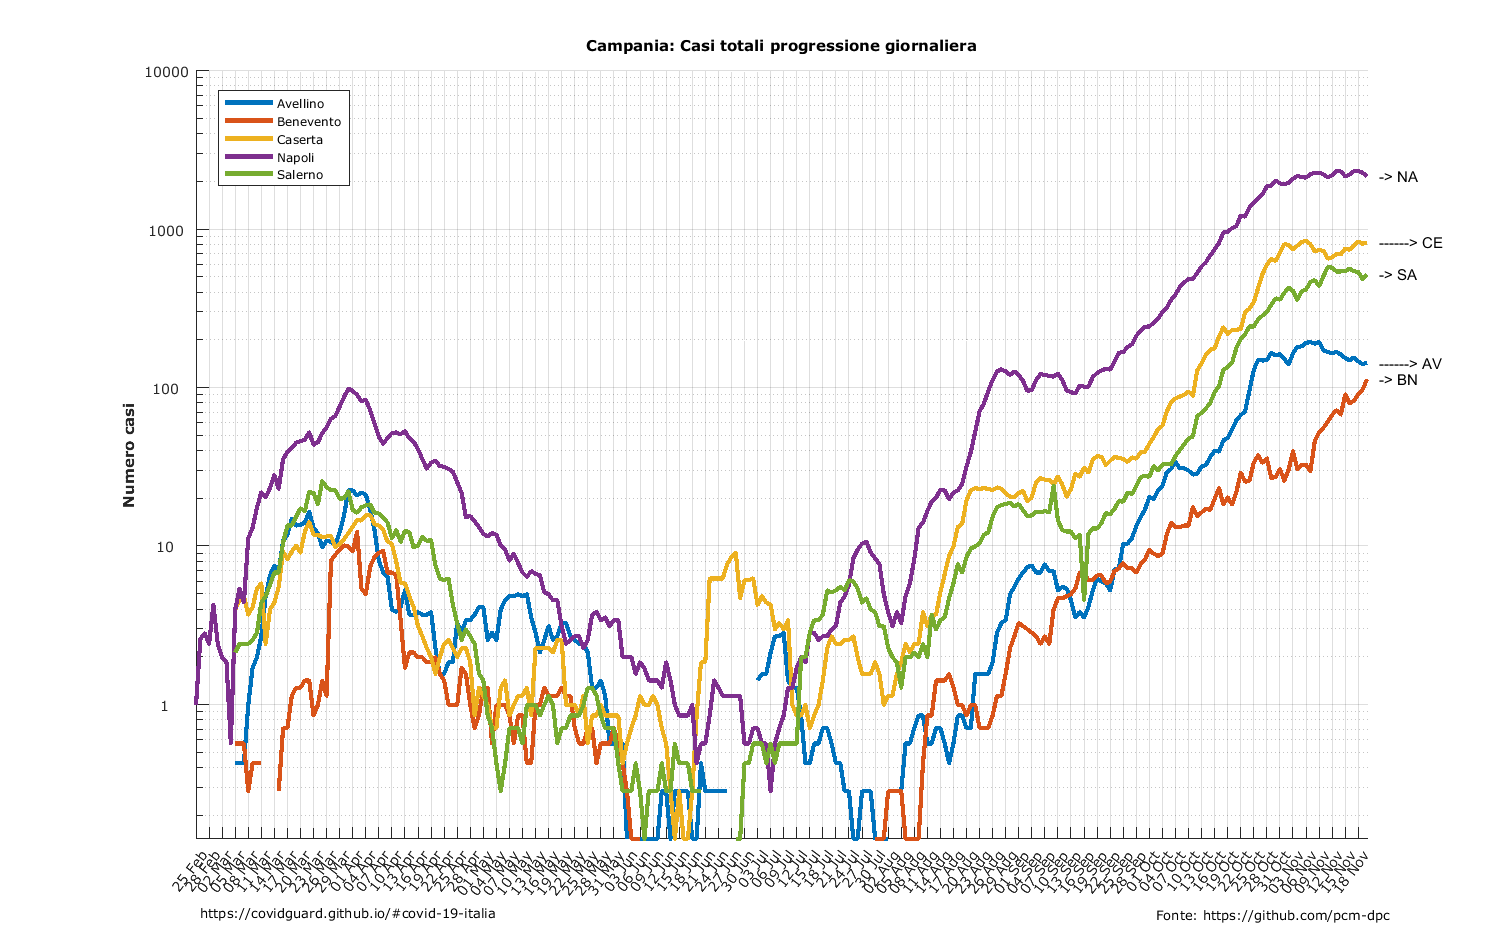 Campania: Casi totali progressione giornaliera
10000
1000
100
10
1
Numero casi
Avellino
Benevento
Caserta
Napoli
Salerno
-> NA
------> CE
-> SA
------> AV
-> BN
25 Feb
28 Feb
02 Mar
05 Mar
08 Mar
11 Mar
14 Mar
17 Mar
20 Mar
23 Mar
26 Mar
29 Mar
01 Apr
04 Apr
07 Apr
10 Apr
13 Apr
16 Apr
19 Apr
22 Apr
25 Apr
28 Apr
01 May
04 May
07 May
10 May
13 May
16 May
19 May
22 May
25 May
28 May
31 May
03 Jun
06 Jun
09 Jun
12 Jun
15 Jun
18 Jun
21 Jun
24 Jun
27 Jun
30 Jun
03 Jul
06 Jul
09 Jul
12 Jul
15 Jul
18 Jul
21 Jul
24 Jul
27 Jul
30 Jul
02 Aug
05 Aug
08 Aug
11 Aug
14 Aug
17 Aug
20 Aug
23 Aug
26 Aug
29 Aug
01 Sep
04 Sep
07 Sep
10 Sep
13 Sep
16 Sep
19 Sep
22 Sep
25 Sep
28 Sep
01 Oct
04 Oct
07 Oct
10 Oct
13 Oct
16 Oct
19 Oct
22 Oct
25 Oct
28 Oct
31 Oct
03 Nov
06 Nov
09 Nov
12 Nov
15 Nov
18 Nov
https://covidguard.github.io/#covid-19-italia
Fonte: https://github.com/pcm-dpc